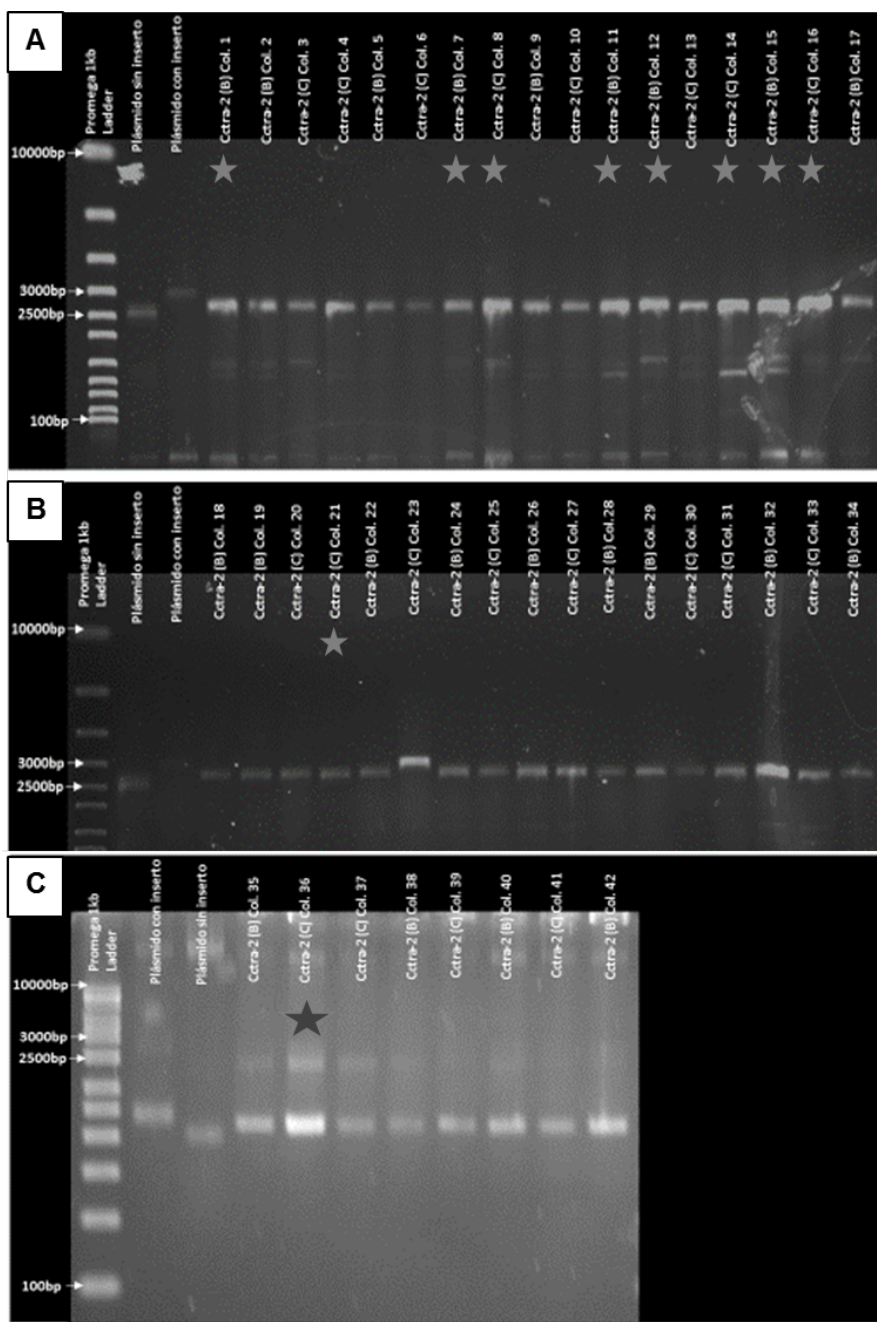 A
Promega 1kb
Ladder
Plásmido sin inserto
Plásmido con inserto
Cctra-2 (B) Col. 1
Cctra-2 (B) Col. 2
Cctra-2 (C) Col. 3
Cctra-2 (C) Col. 4
Cctra-2 (B) Col. 5
Cctra-2 (C) Col. 6
Cctra-2 (B) Col. 7
Cctra-2 (C) Col. 8
Cctra-2 (B) Col. 9
Cctra-2 (C) Col. 10
Cctra-2 (B) Col. 11
Cctra-2 (B) Col. 12
Cctra-2 (C) Col. 13
Cctra-2 (C) Col. 14
Cctra-2 (B) Col. 15
Cctra-2 (C) Col. 16
Cctra-2 (B) Col. 17
10000bp
3000bp
2500bp
100bp
B
Promega 1kb
Ladder
Plásmido sin inserto
Plásmido con inserto
Cctra-2 (B) Col. 18
Cctra-2 (B) Col. 19
Cctra-2 (C) Col. 20
Cctra-2 (C) Col. 21
Cctra-2 (B) Col. 22
Cctra-2 (C) Col. 23
Cctra-2 (B) Col. 24
Cctra-2 (C) Col. 25
Cctra-2 (B) Col. 26
Cctra-2 (C) Col. 27
Cctra-2 (B) Col. 28
Cctra-2 (B) Col. 29
Cctra-2 (C) Col. 30
Cctra-2 (C) Col. 31
Cctra-2 (B) Col. 32
Cctra-2 (C) Col. 33
Cctra-2 (B) Col. 34
10000bp
3000bp
2500bp
C
Promega 1kb
Ladder
Plásmido con inserto
Plásmido sin inserto
Cctra-2 (B) Col. 35
Cctra-2 (C) Col. 36
Cctra-2 (C) Col. 37
Cctra-2 (B) Col. 38
Cctra-2 (C) Col. 39
Cctra-2 (B) Col. 40
Cctra-2 (C) Col. 41
Cctra-2 (B) Col. 42
10000bp
3000bp
2500bp
100bp